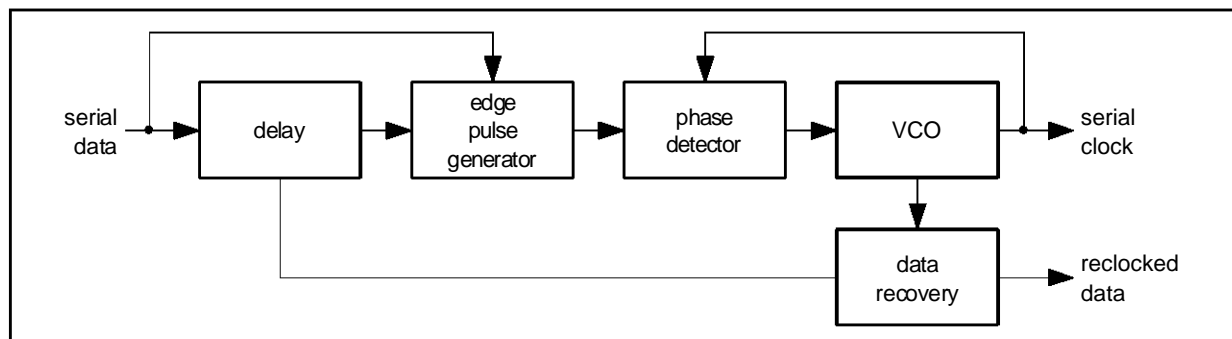 serial
data
delay
edge
pulse
generator
phase
detector
VCO
serial
clock
data
recovery
reclocked
data